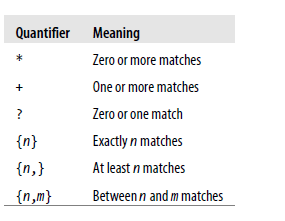 Quantifier Meaning
* Zero or more matches
+ One or more matches
? Zero or one match
{n} Exactly n matches
{n,} At least n matches
{n,m} Between n and m matches